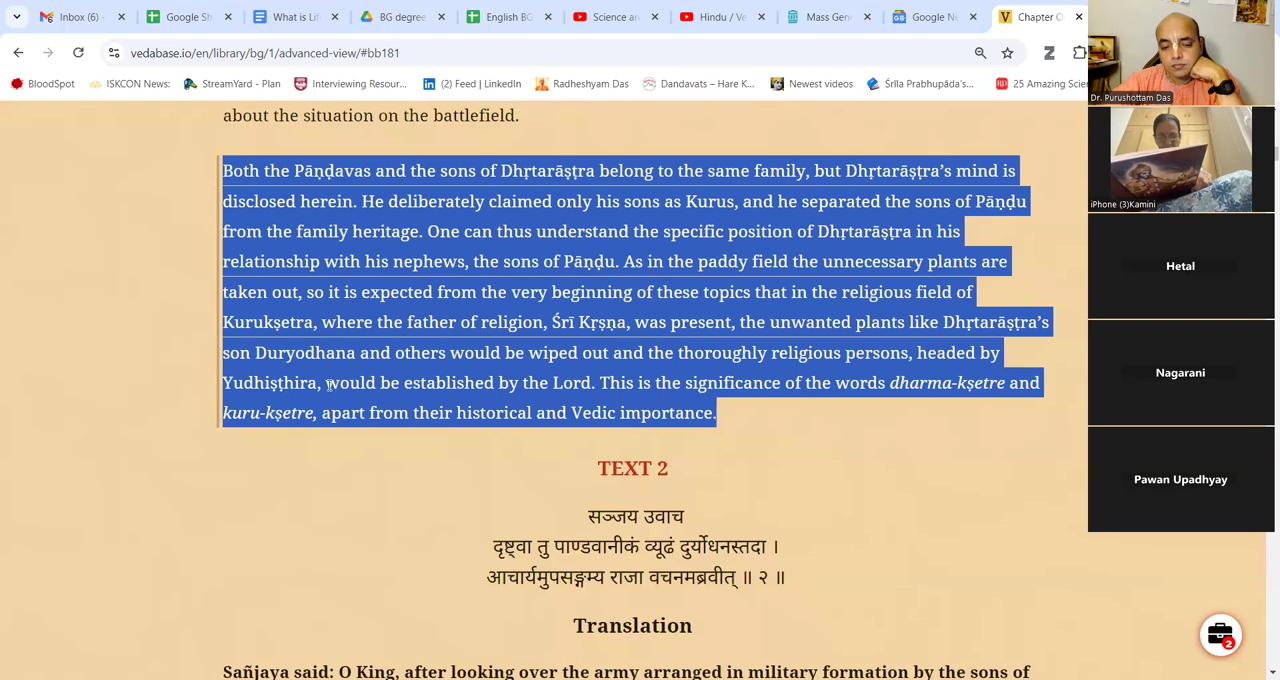 Inbox (6) -
Google Sh
What is Lif
BG degree
English BG
Science an
Hindu / Ve
Mass Gen
Google Ne
Chapter O
vedabase.io/en/library/bg/1/advanced-view/#bb181
BloodSpot
ISKCON News:
StreamYard - Plan
Interviewing Resour...
(2) Feed | LinkedIn
Radheshyam Das
Dandavats – Hare K...
Newest videos
Śrīla Prabhupāda's...
25 Amazing Scien
about the situation on the battlefield.
Both the Pāṇḍavas and the sons of Dhṛtarāṣṭra belong to the same family, but Dhṛtarāṣṭra’s mind is
disclosed herein. He deliberately claimed only his sons as Kurus, and he separated the sons of Pāṇḍu
from the family heritage. One can thus understand the specific position of Dhṛtarāṣṭra in his
relationship with his nephews, the sons of Pāṇḍu. As in the paddy field the unnecessary plants are
taken out, so it is expected from the very beginning of these topics that in the religious field of
Kurukṣetra, where the father of religion, Śrī Kṛṣṇa, was present, the unwanted plants like Dhṛtarāṣṭra’s
son Duryodhana and others would be wiped out and the thoroughly religious persons, headed by
Yudhiṣṭhira, would be established by the Lord. This is the significance of the words dharma-kṣetre and
kuru-kṣetre, apart from their historical and Vedic importance.
TEXT 2
सञ्जय उवाच
दृष्ट्वा तु पाण्डवानीकं व्यूढं दुर्योधनस्तदा ।
आचार्यमुपसङ्गम्य राजा वचनमब्रवीत् ॥ २ ॥
Translation
Sañjaya said: O King, after looking over the army arranged in military formation by the sons of
2
Dr. Purushottam Das
iPhone (3)Kamini
Hetal
Nagarani
Pawan Upadhyay